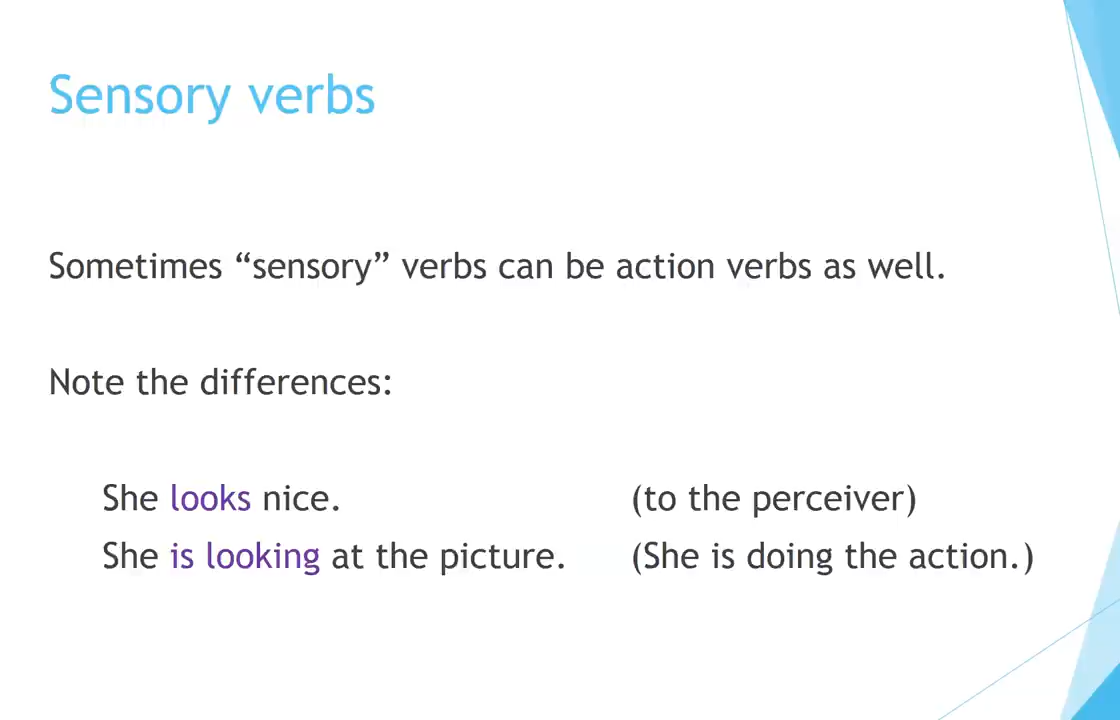 Sensory verbs
Sometimes “sensory” verbs can be action verbs as well.
Note the differences:
She looks nice. (to the perceiver)
She is looking at the picture. (She is doing the action.)